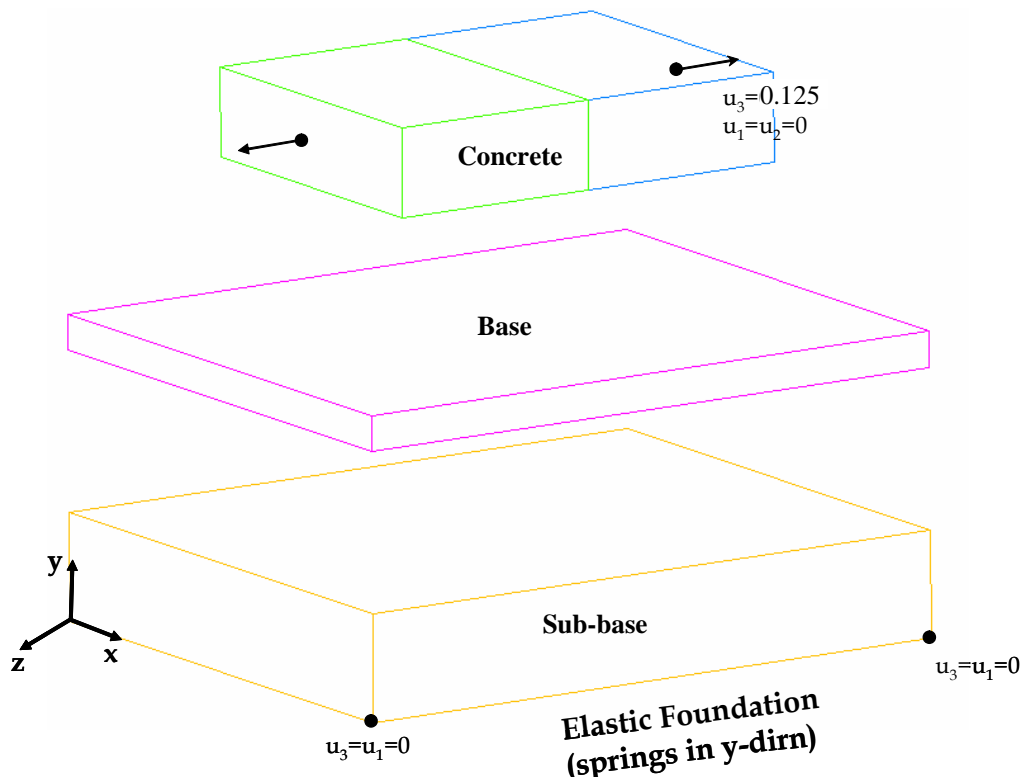 u₃=0.125
u₁=u₂=0
Concrete
Base
y
Sub-base
x
z
u₃=u₁=0
u₃=u₁=0
Elastic Foundation
(springs in y-dirn)